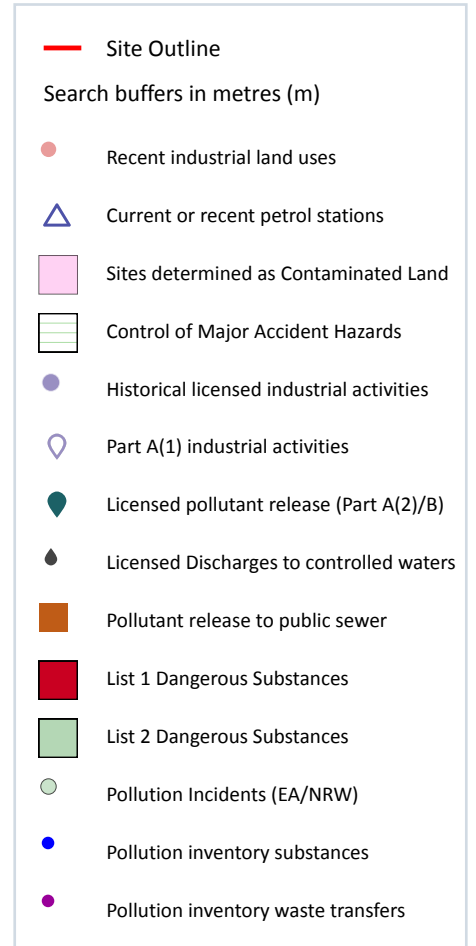 Site Outline
Search buffers in metres (m)
Recent industrial land uses
Current or recent petrol stations
Sites determined as Contaminated Land
Control of Major Accident Hazards
Historical licensed industrial activities
Part A(1) industrial activities
Licensed pollutant release (Part A(2)/B)
Licensed Discharges to controlled waters
Pollutant release to public sewer
List 1 Dangerous Substances
List 2 Dangerous Substances
Pollution Incidents (EA/NRW)
Pollution inventory substances
Pollution inventory waste transfers